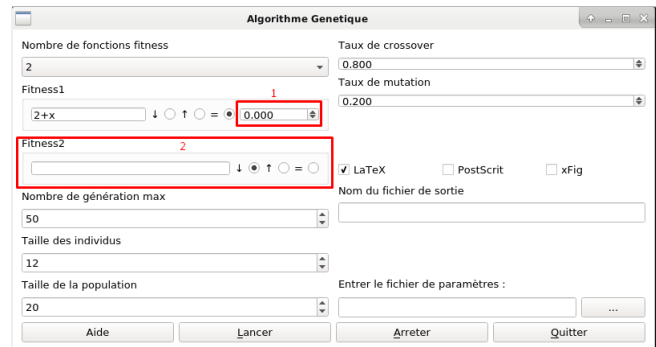 Algorithme Genetique
Nombre de fonctions fitness
2
Fitness1
1
2+x ↓ ↑ = 0.000
Fitness2
2
↓ ↑ =
Nombre de génération max
50
Taille des individus
12
Taille de la population
20
Taux de crossover
0.800
Taux de mutation
0.200
LaTeX PostScrit xFig
Nom du fichier de sortie
Entrer le fichier de paramètres :
...
Aide Lancer Arreter Quitter